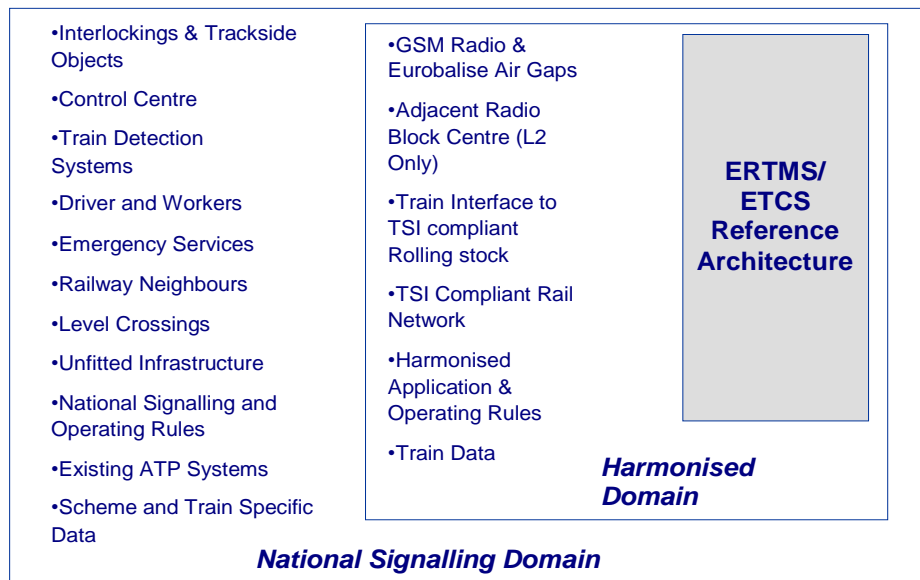 •Interlockings & Trackside
Objects
•Control Centre
•Train Detection
Systems
•Driver and Workers
•Emergency Services
•Railway Neighbours
•Level Crossings
•Unfitted Infrastructure
•National Signalling and
Operating Rules
•Existing ATP Systems
•Scheme and Train Specific
Data
•GSM Radio &
Eurobalise Air Gaps
•Adjacent Radio
Block Centre (L2
Only)
•Train Interface to
TSI compliant
Rolling stock
•TSI Compliant Rail
Network
•Harmonised
Application &
Operating Rules
•Train Data
ERTMS/
ETCS
Reference
Architecture
Harmonised
Domain
National Signalling Domain